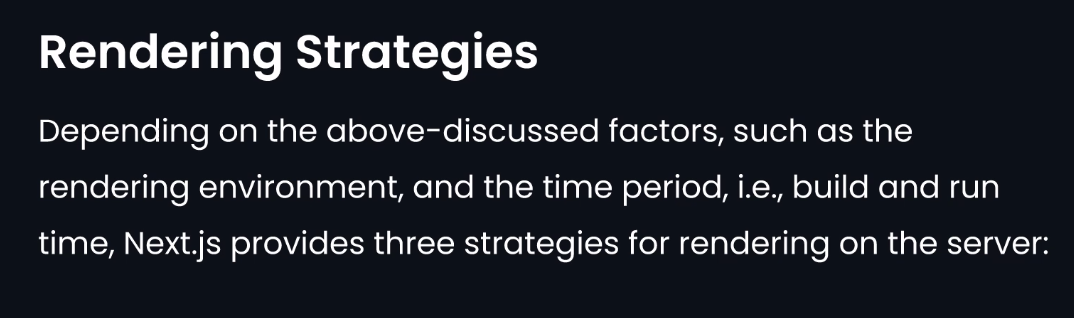 Rendering Strategies
Depending on the above-discussed factors, such as the
rendering environment, and the time period, i.e., build and run
time, Next.js provides three strategies for rendering on the server: